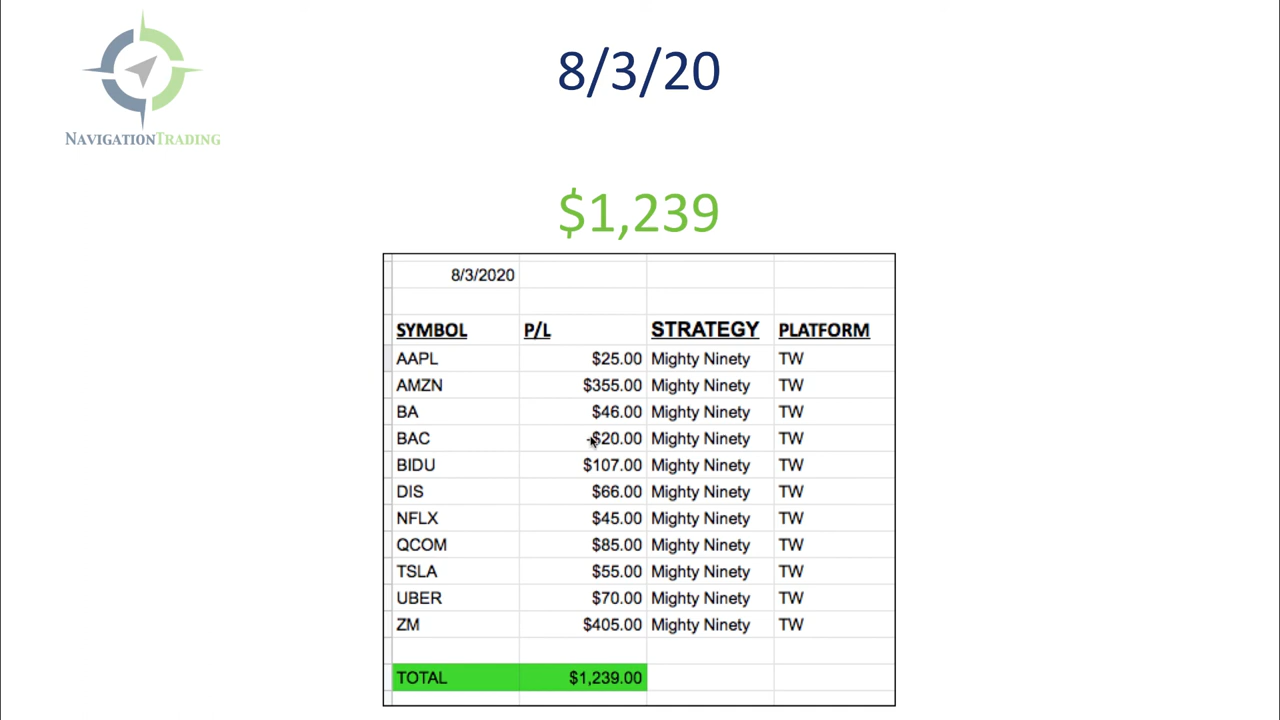 NAVIGATIONTRADING
8/3/20
$1,239
8/3/2020
SYMBOL P/L STRATEGY PLATFORM
AAPL $25.00 Mighty Ninety TW
AMZN $355.00 Mighty Ninety TW
BA $46.00 Mighty Ninety TW
BAC -$20.00 Mighty Ninety TW
BIDU $107.00 Mighty Ninety TW
DIS $66.00 Mighty Ninety TW
NFLX $45.00 Mighty Ninety TW
QCOM $85.00 Mighty Ninety TW
TSLA $55.00 Mighty Ninety TW
UBER $70.00 Mighty Ninety TW
ZM $405.00 Mighty Ninety TW
TOTAL $1,239.00